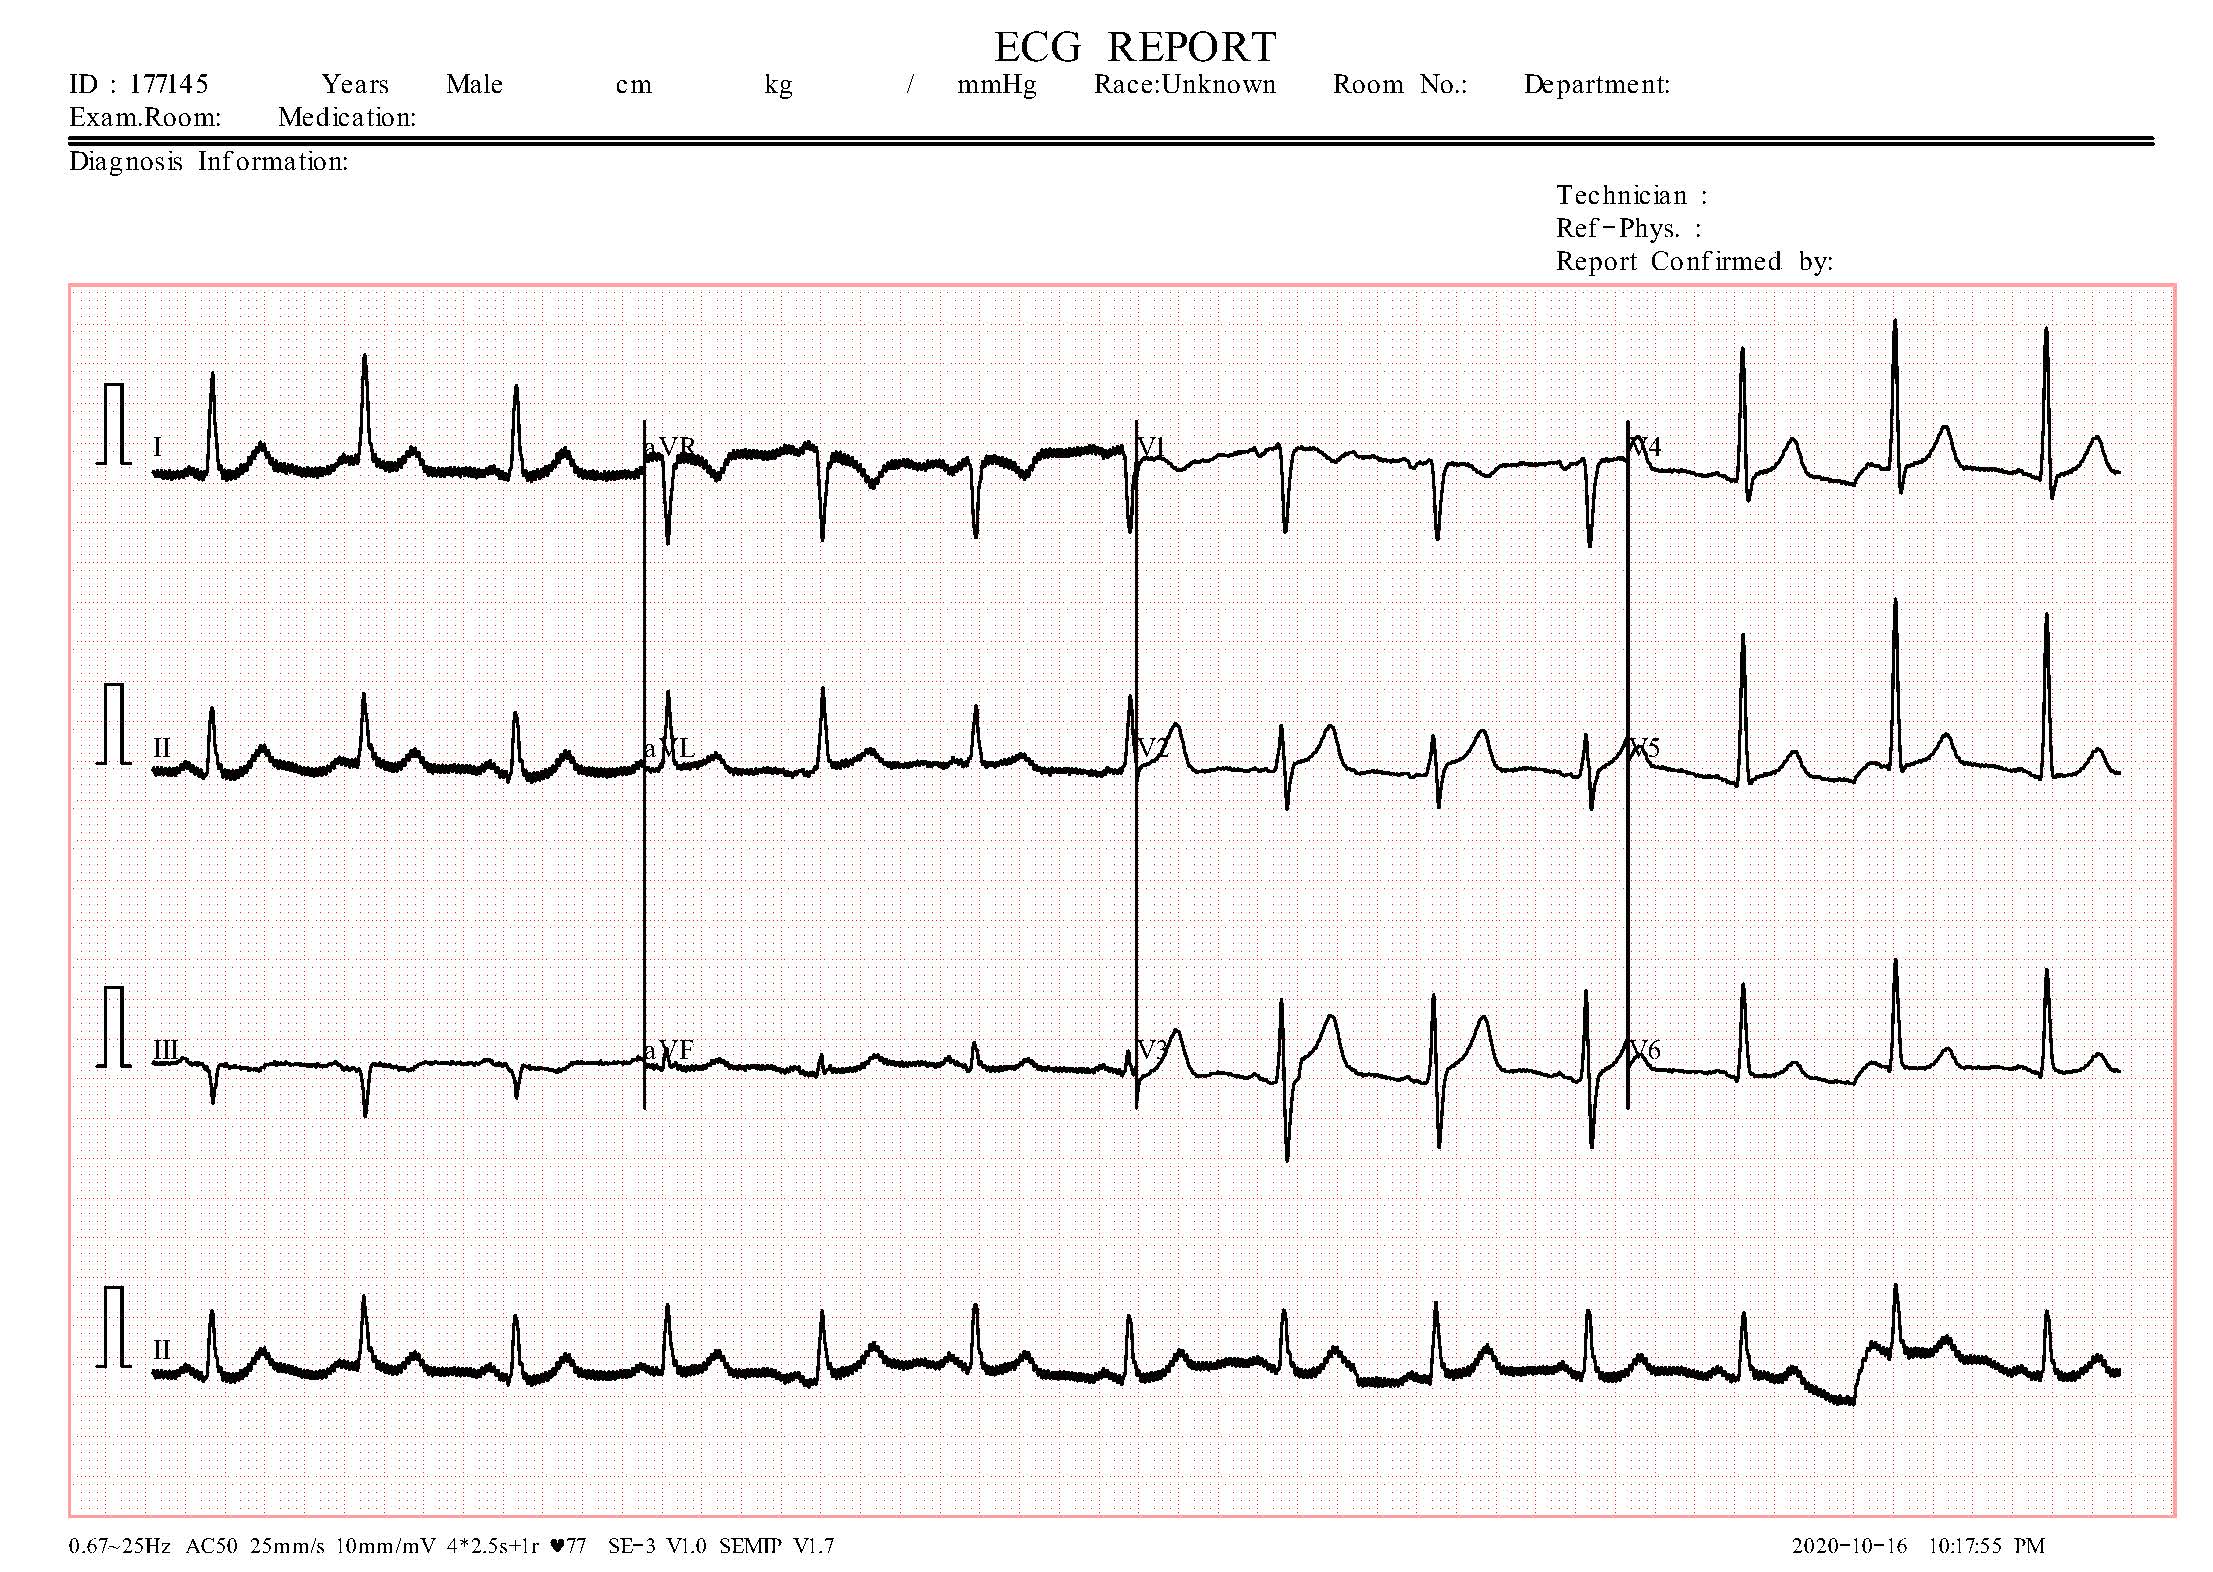 ECG REPORT
ID : 177145 Years Male cm kg / mmHg Race:Unknown Room No.: Department:
Exam.Room: Medication:
Diagnosis Information:
Technician :
Ref-Phys. :
Report Confirmed by:
I aVR V1 V4
II aVL V2 V5
III aVF V3 V6
II
0.67~25Hz AC50 25mm/s 10mm/mV 4*2.5s+1r ♥77 SE-3 V1.0 SEMIP V1.7 2020-10-16 10:17:55 PM